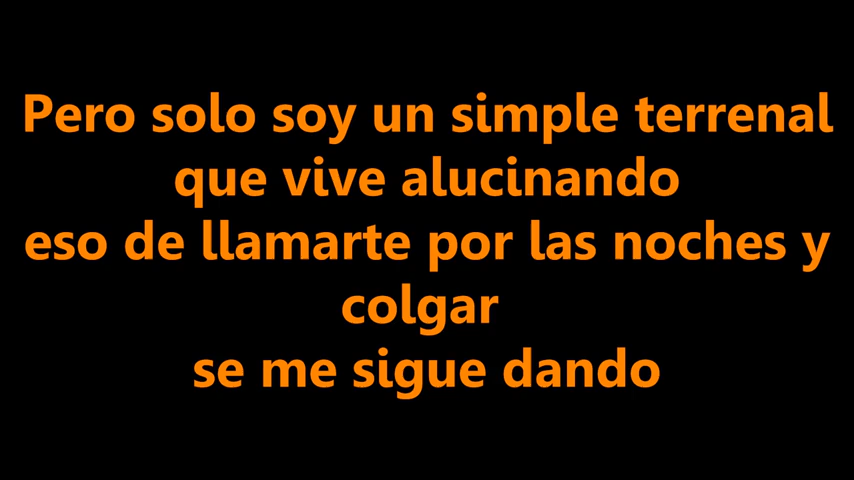 Pero solo soy un simple terrenal
que vive alucinando
eso de llamarte por las noches y
colgar
se me sigue dando